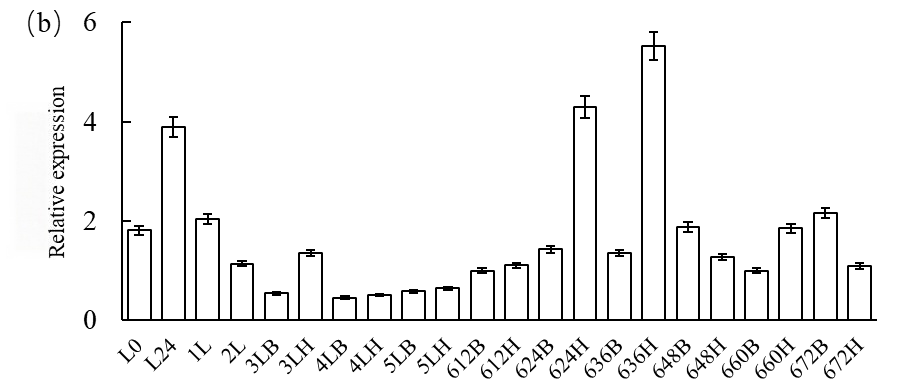 (b)
6
4
2
0
Relative expression
L0 L24 1L 2L 3LB 3LH 4LB 4LH 5LB 5LH 612B 612H 624B 624H 636B 636H 648B 648H 660B 660H 672B 672H